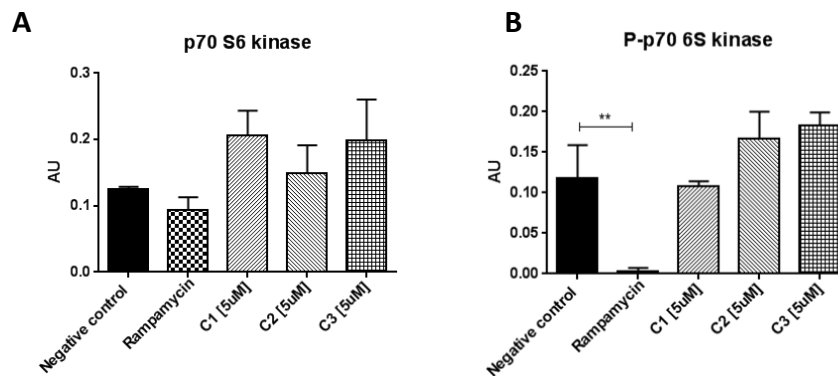 A
p70 S6 kinase
AU
0.3
0.2
0.1
0.0
Negative control
Rampamycin
C1 [5uM]
C2 [5uM]
C3 [5uM]
B
P-p70 6S kinase
AU
0.25
0.20
0.15
0.10
0.05
0.00
**
Negative control
Rampamycin
C1 [5uM]
C2 [5uM]
C3 [5uM]